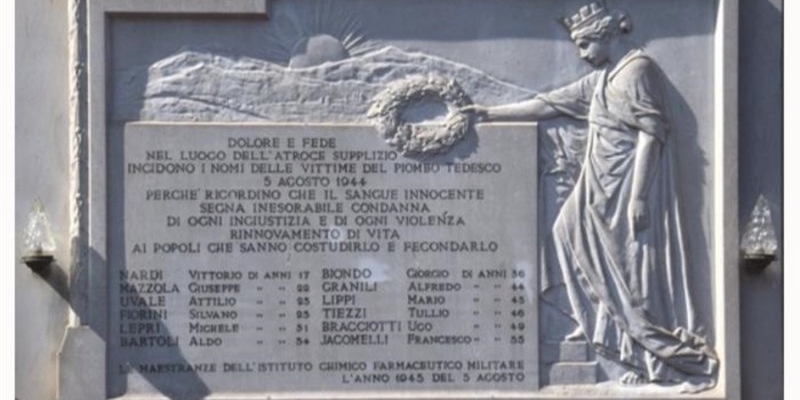 DOLORE E FEDE
NEL LUOGO DELL'ATROCE SUPPLIZIO
INCIDONO I NOMI DELLE VITTIME DEL PIOMBO TEDESCO
5 AGOSTO 1944
PERCHE' RICORDINO CHE IL SANGUE INNOCENTE
SEGNA INESORABILE CONDANNA
DI OGNI INGIUSTIZIA E DI OGNI VIOLENZA
RINNOVAMENTO DI VITA
AI POPOLI CHE SANNO COSTUDIRLO E FECONDARLO
NARDI VITTORIO DI ANNI 17 BIONDO GIORGIO DI ANNI 36
MAZZOLA GIUSEPPE " " 22 GRANILI ALFREDO " " 44
UVALE ATTILIO " " 25 LIPPI MARIO " " 45
FIORINI SILVANO " " 25 TIEZZI TULLIO " " 46
LEPRI MICHELE " " 51 BRACCIOTTI UGO " " 49
BARTOLI ALDO " " 54 JACOMELLI FRANCESCO " " 55
LE MAESTRANZE DELL'ISTITUTO CHIMICO FARMACEUTICO MILITARE
L'ANNO 1945 DEL 5 AGOSTO